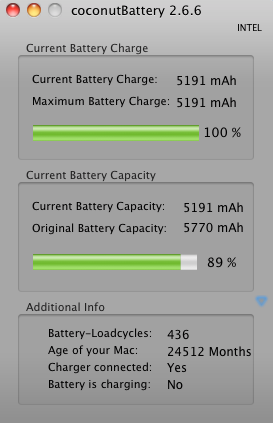 coconutBattery 2.6.6
INTEL
Current Battery Charge
Current Battery Charge: 5191 mAh
Maximum Battery Charge: 5191 mAh
100 %
Current Battery Capacity
Current Battery Capacity: 5191 mAh
Original Battery Capacity: 5770 mAh
89 %
Additional Info
Battery-Loadcycles: 436
Age of your Mac: 24512 Months
Charger connected: Yes
Battery is charging: No